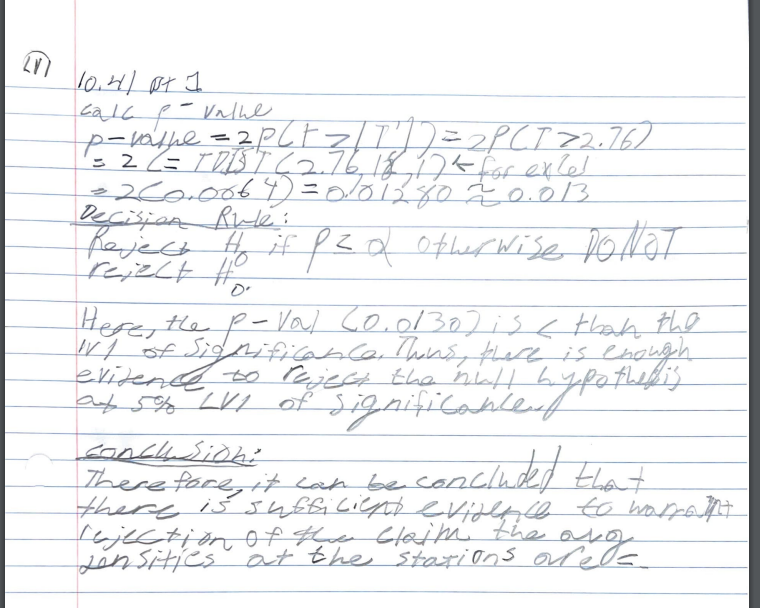 LVl
10.41 pt 1
calc p-value
p-value = 2P(t > |T'|) = 2P(T > 2.76)
= 2 (= TDIST (2.76, 18, 1) ← for excel
= 2(0.0064) = 0.01280 ≈ 0.013
Decision Rule:
Reject H0 if P ≤ α otherwise DO NOT
reject H0.
Here, the p-val (0.0130) is < than the
lVl of significance. Thus, there is enough
evidence to reject the null hypothesis
at 5% LVl of significance.
Conclusion:
Therefore, it can be concluded that
there is sufficient evidence to warrant
rejection of the claim the avg
densities at the stations are =.